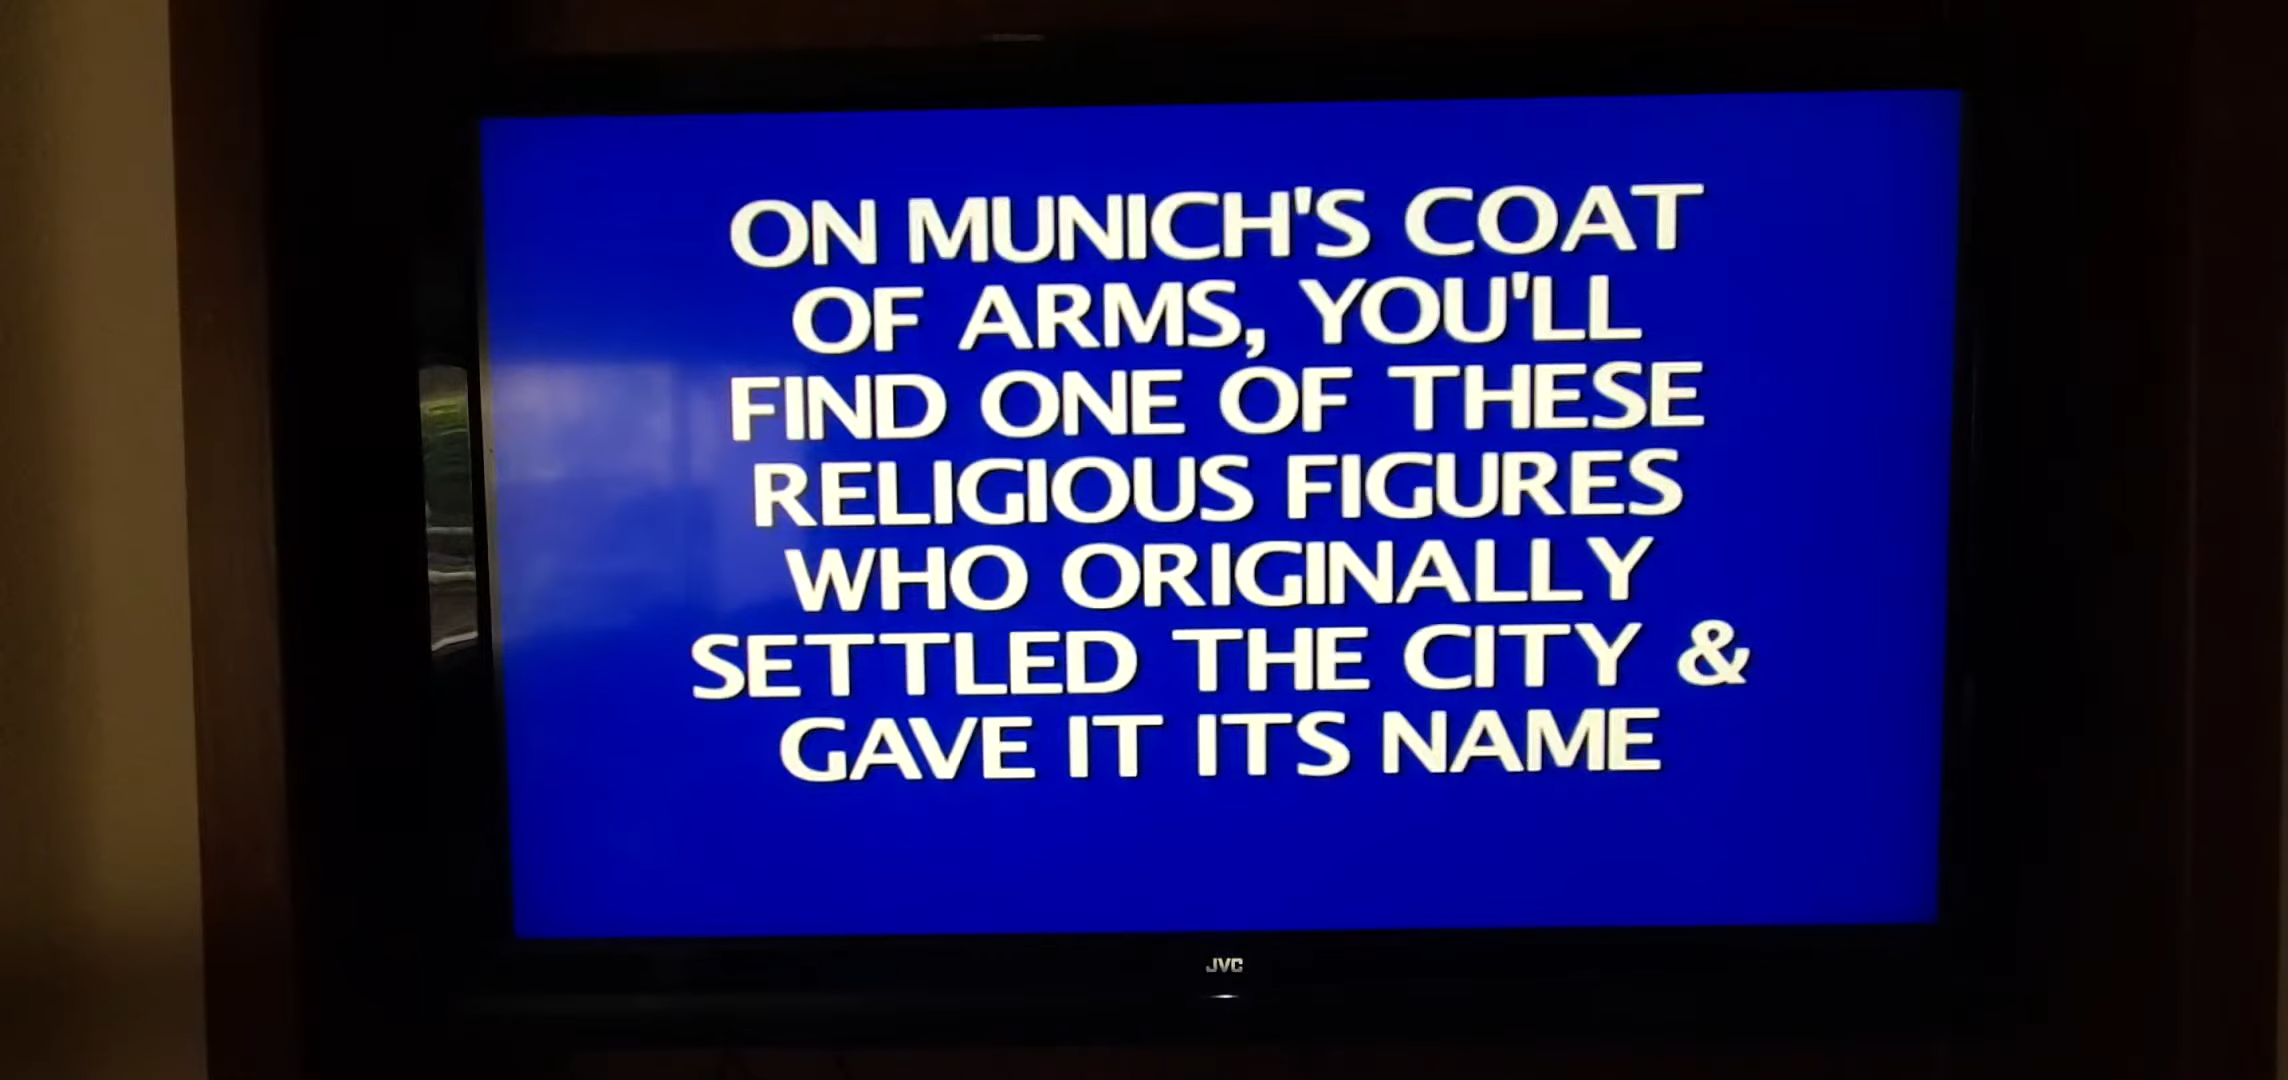 ON MUNICH'S COAT
OF ARMS, YOU'LL
FIND ONE OF THESE
RELIGIOUS FIGURES
WHO ORIGINALLY
SETTLED THE CITY &
GAVE IT ITS NAME
JVC